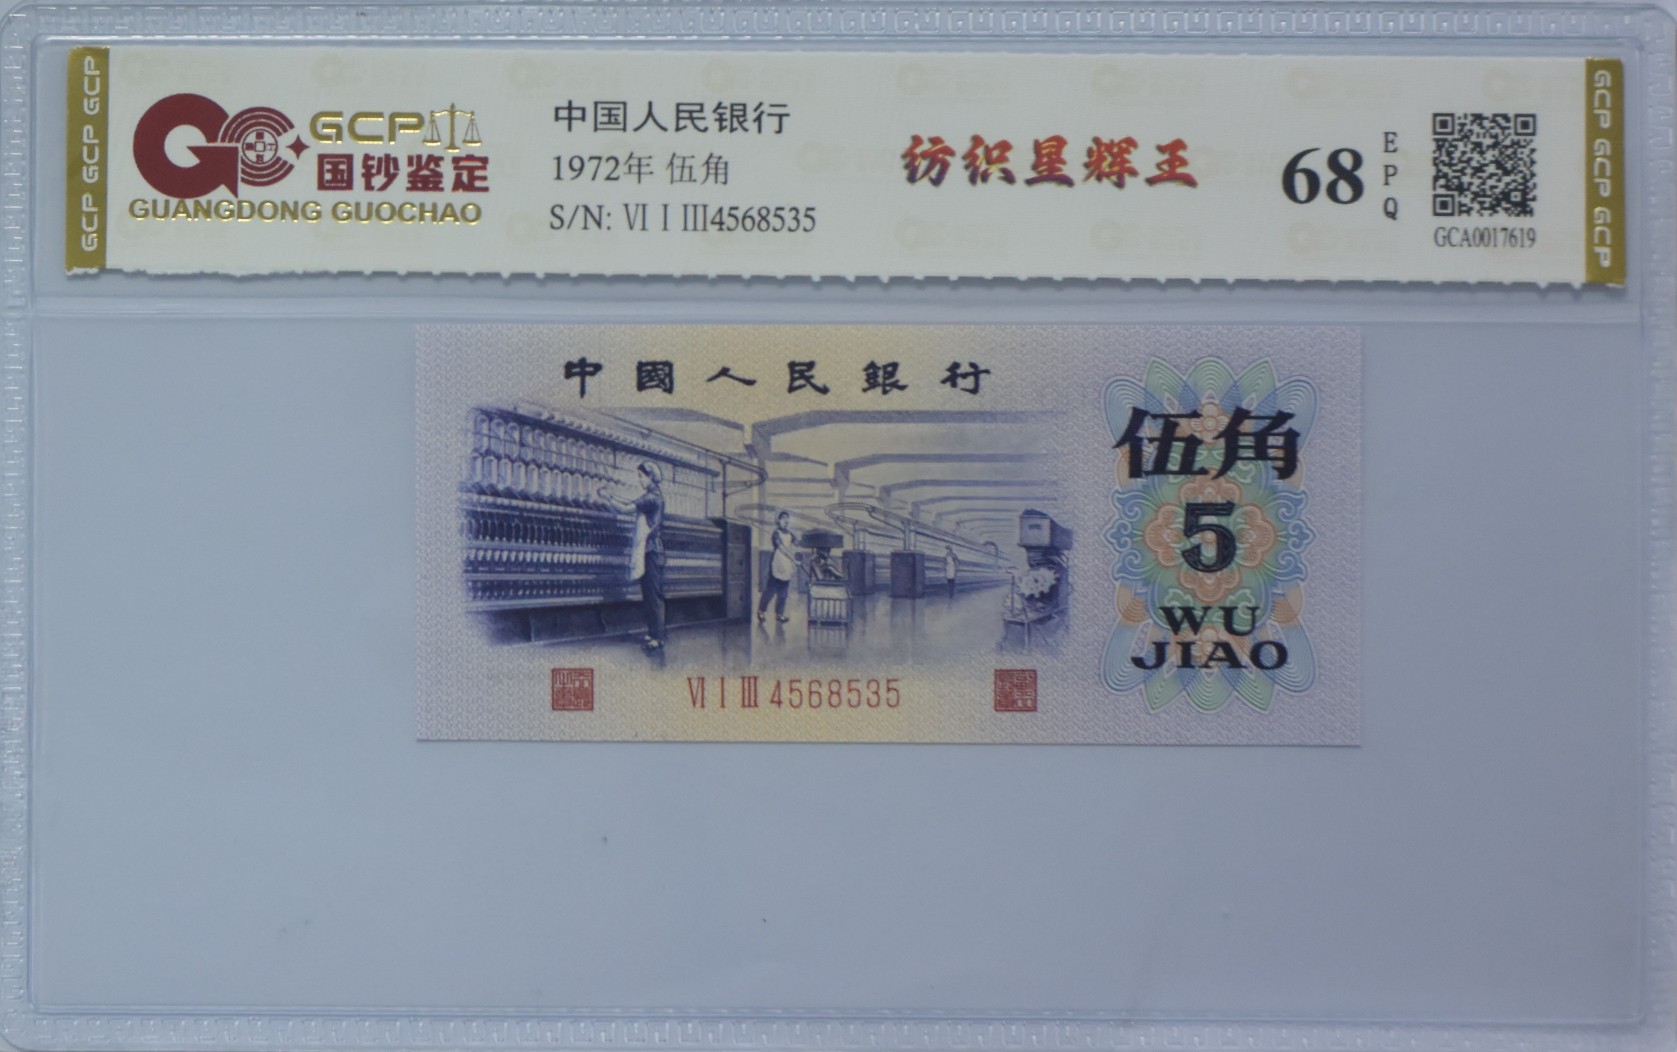 GCP GCP GCP
GCP
国钞鉴定
GUANGDONG GUOCHAO
中国人民银行
1972年 伍角
S/N: Ⅵ Ⅰ Ⅲ4568535
纺织星辉王
68
EPQ
GCA0017619
GCP GCP GCP
中國人民銀行
伍角
5
WU
JIAO
Ⅵ Ⅰ Ⅲ 4568535